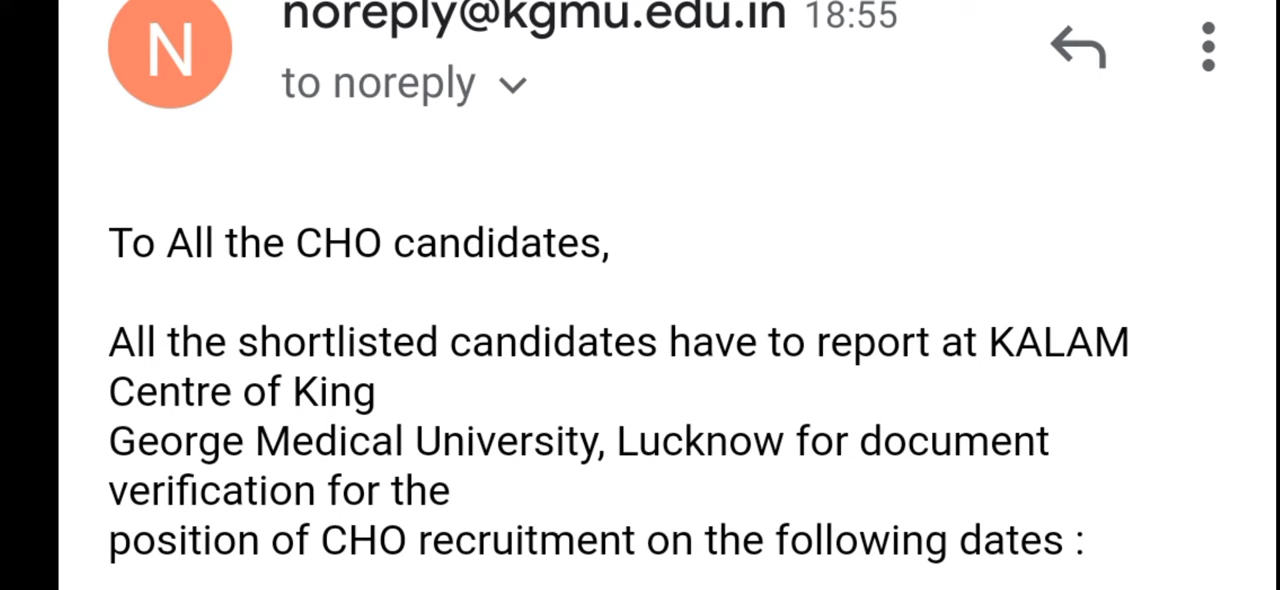 N
noreply@kgmu.edu.in 18:55
to noreply
To All the CHO candidates,
All the shortlisted candidates have to report at KALAM
Centre of King
George Medical University, Lucknow for document
verification for the
position of CHO recruitment on the following dates :